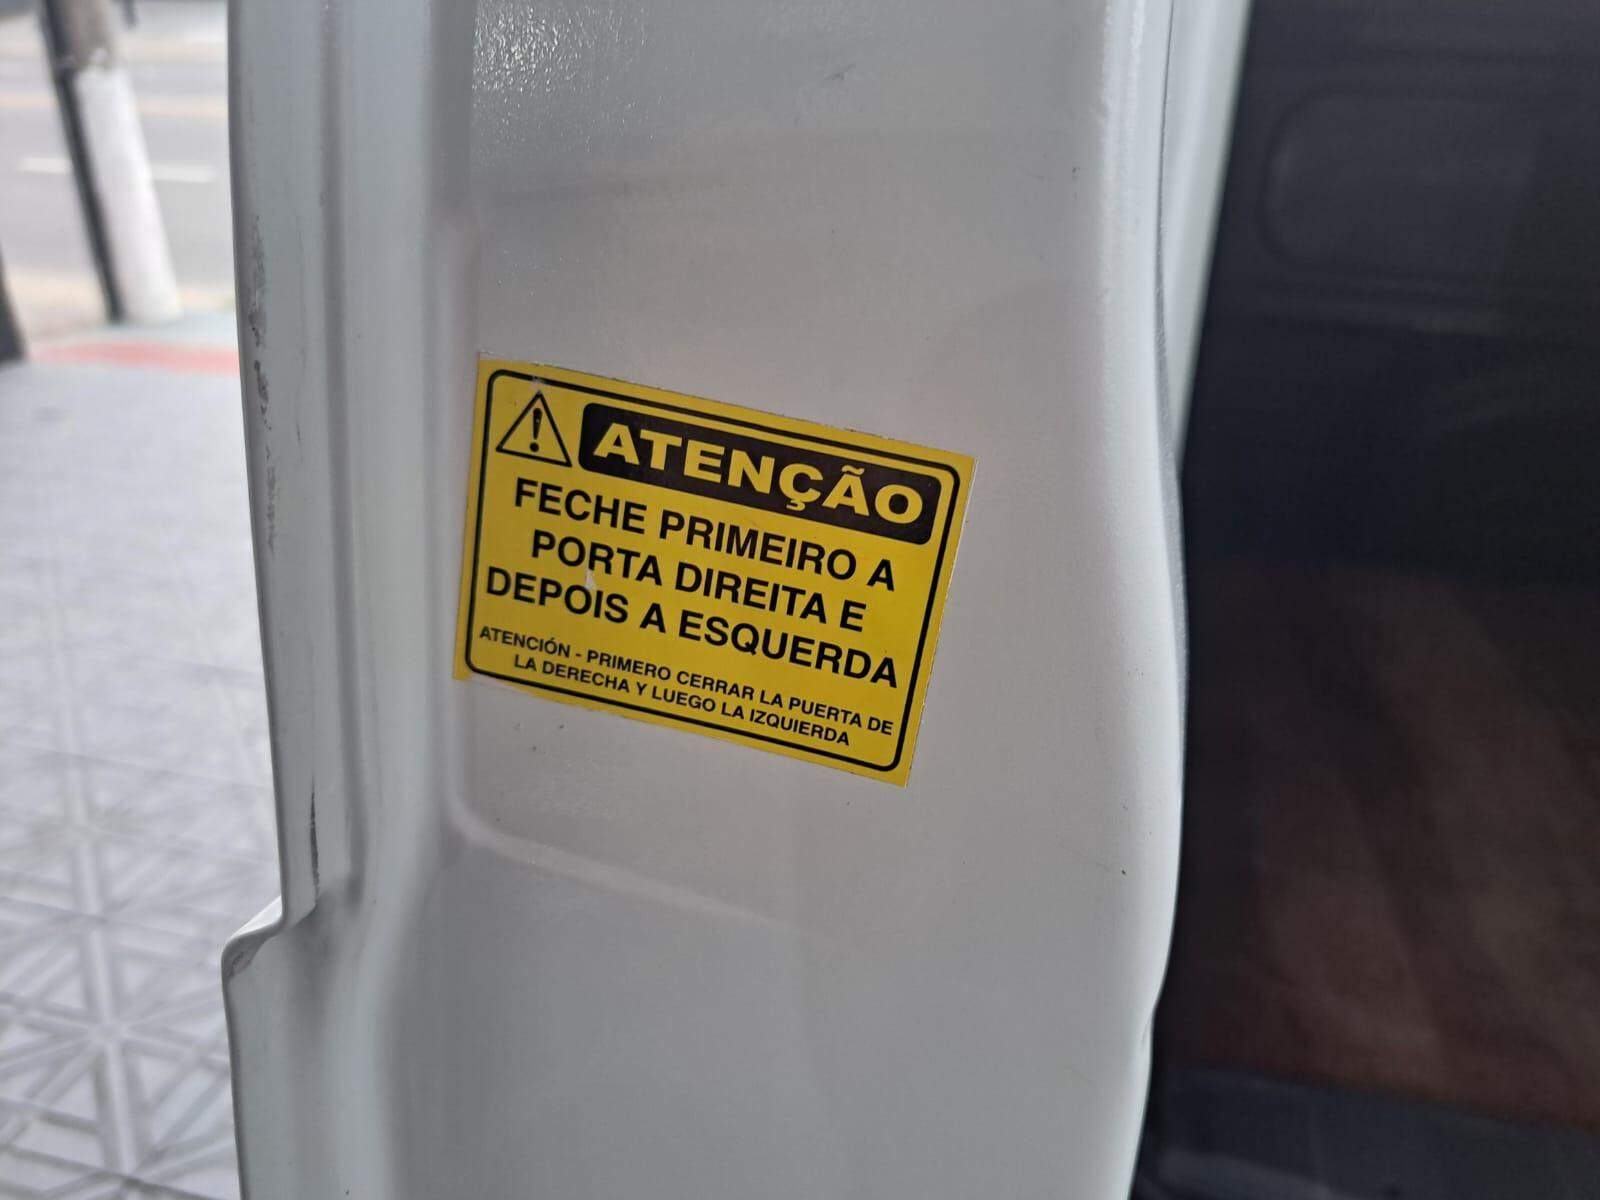 ATENÇÃO
FECHE PRIMEIRO A
PORTA DIREITA E
DEPOIS A ESQUERDA
ATENCIÓN - PRIMERO CERRAR LA PUERTA DE
LA DERECHA Y LUEGO LA IZQUIERDA